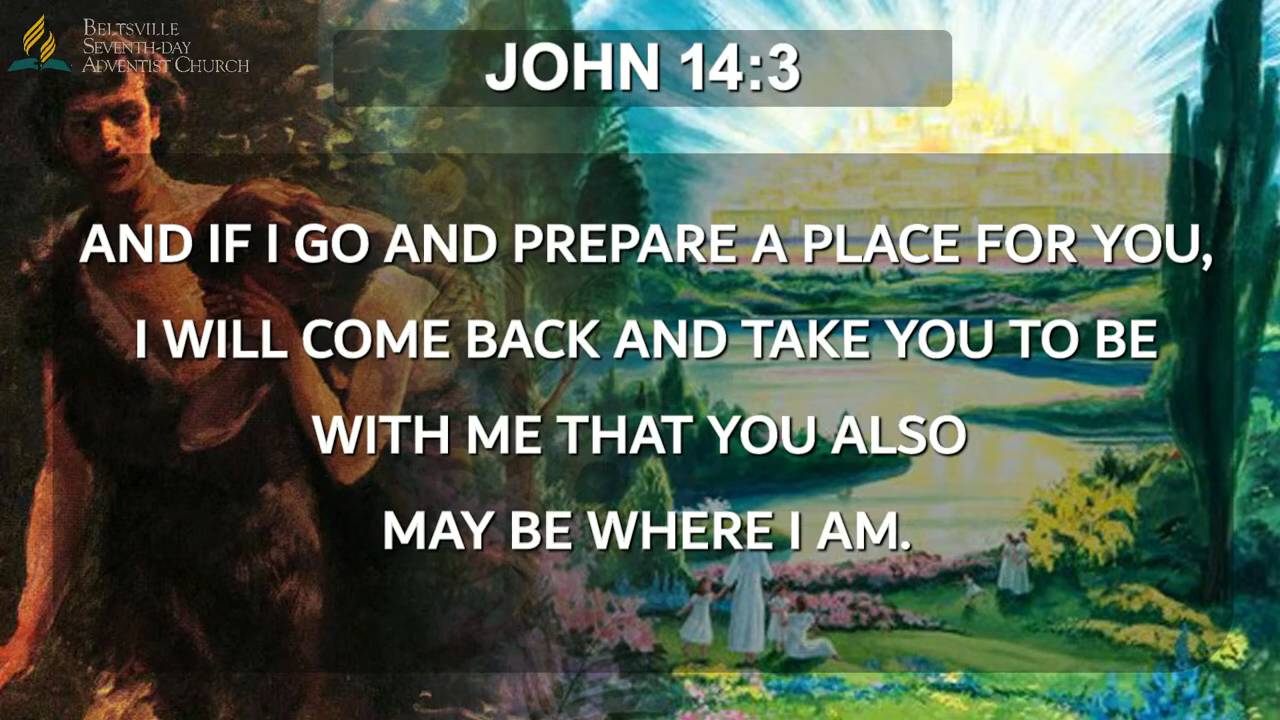 Beltsville
Seventh-day
Adventist Church
JOHN 14:3
AND IF I GO AND PREPARE A PLACE FOR YOU,
I WILL COME BACK AND TAKE YOU TO BE
WITH ME THAT YOU ALSO
MAY BE WHERE I AM.